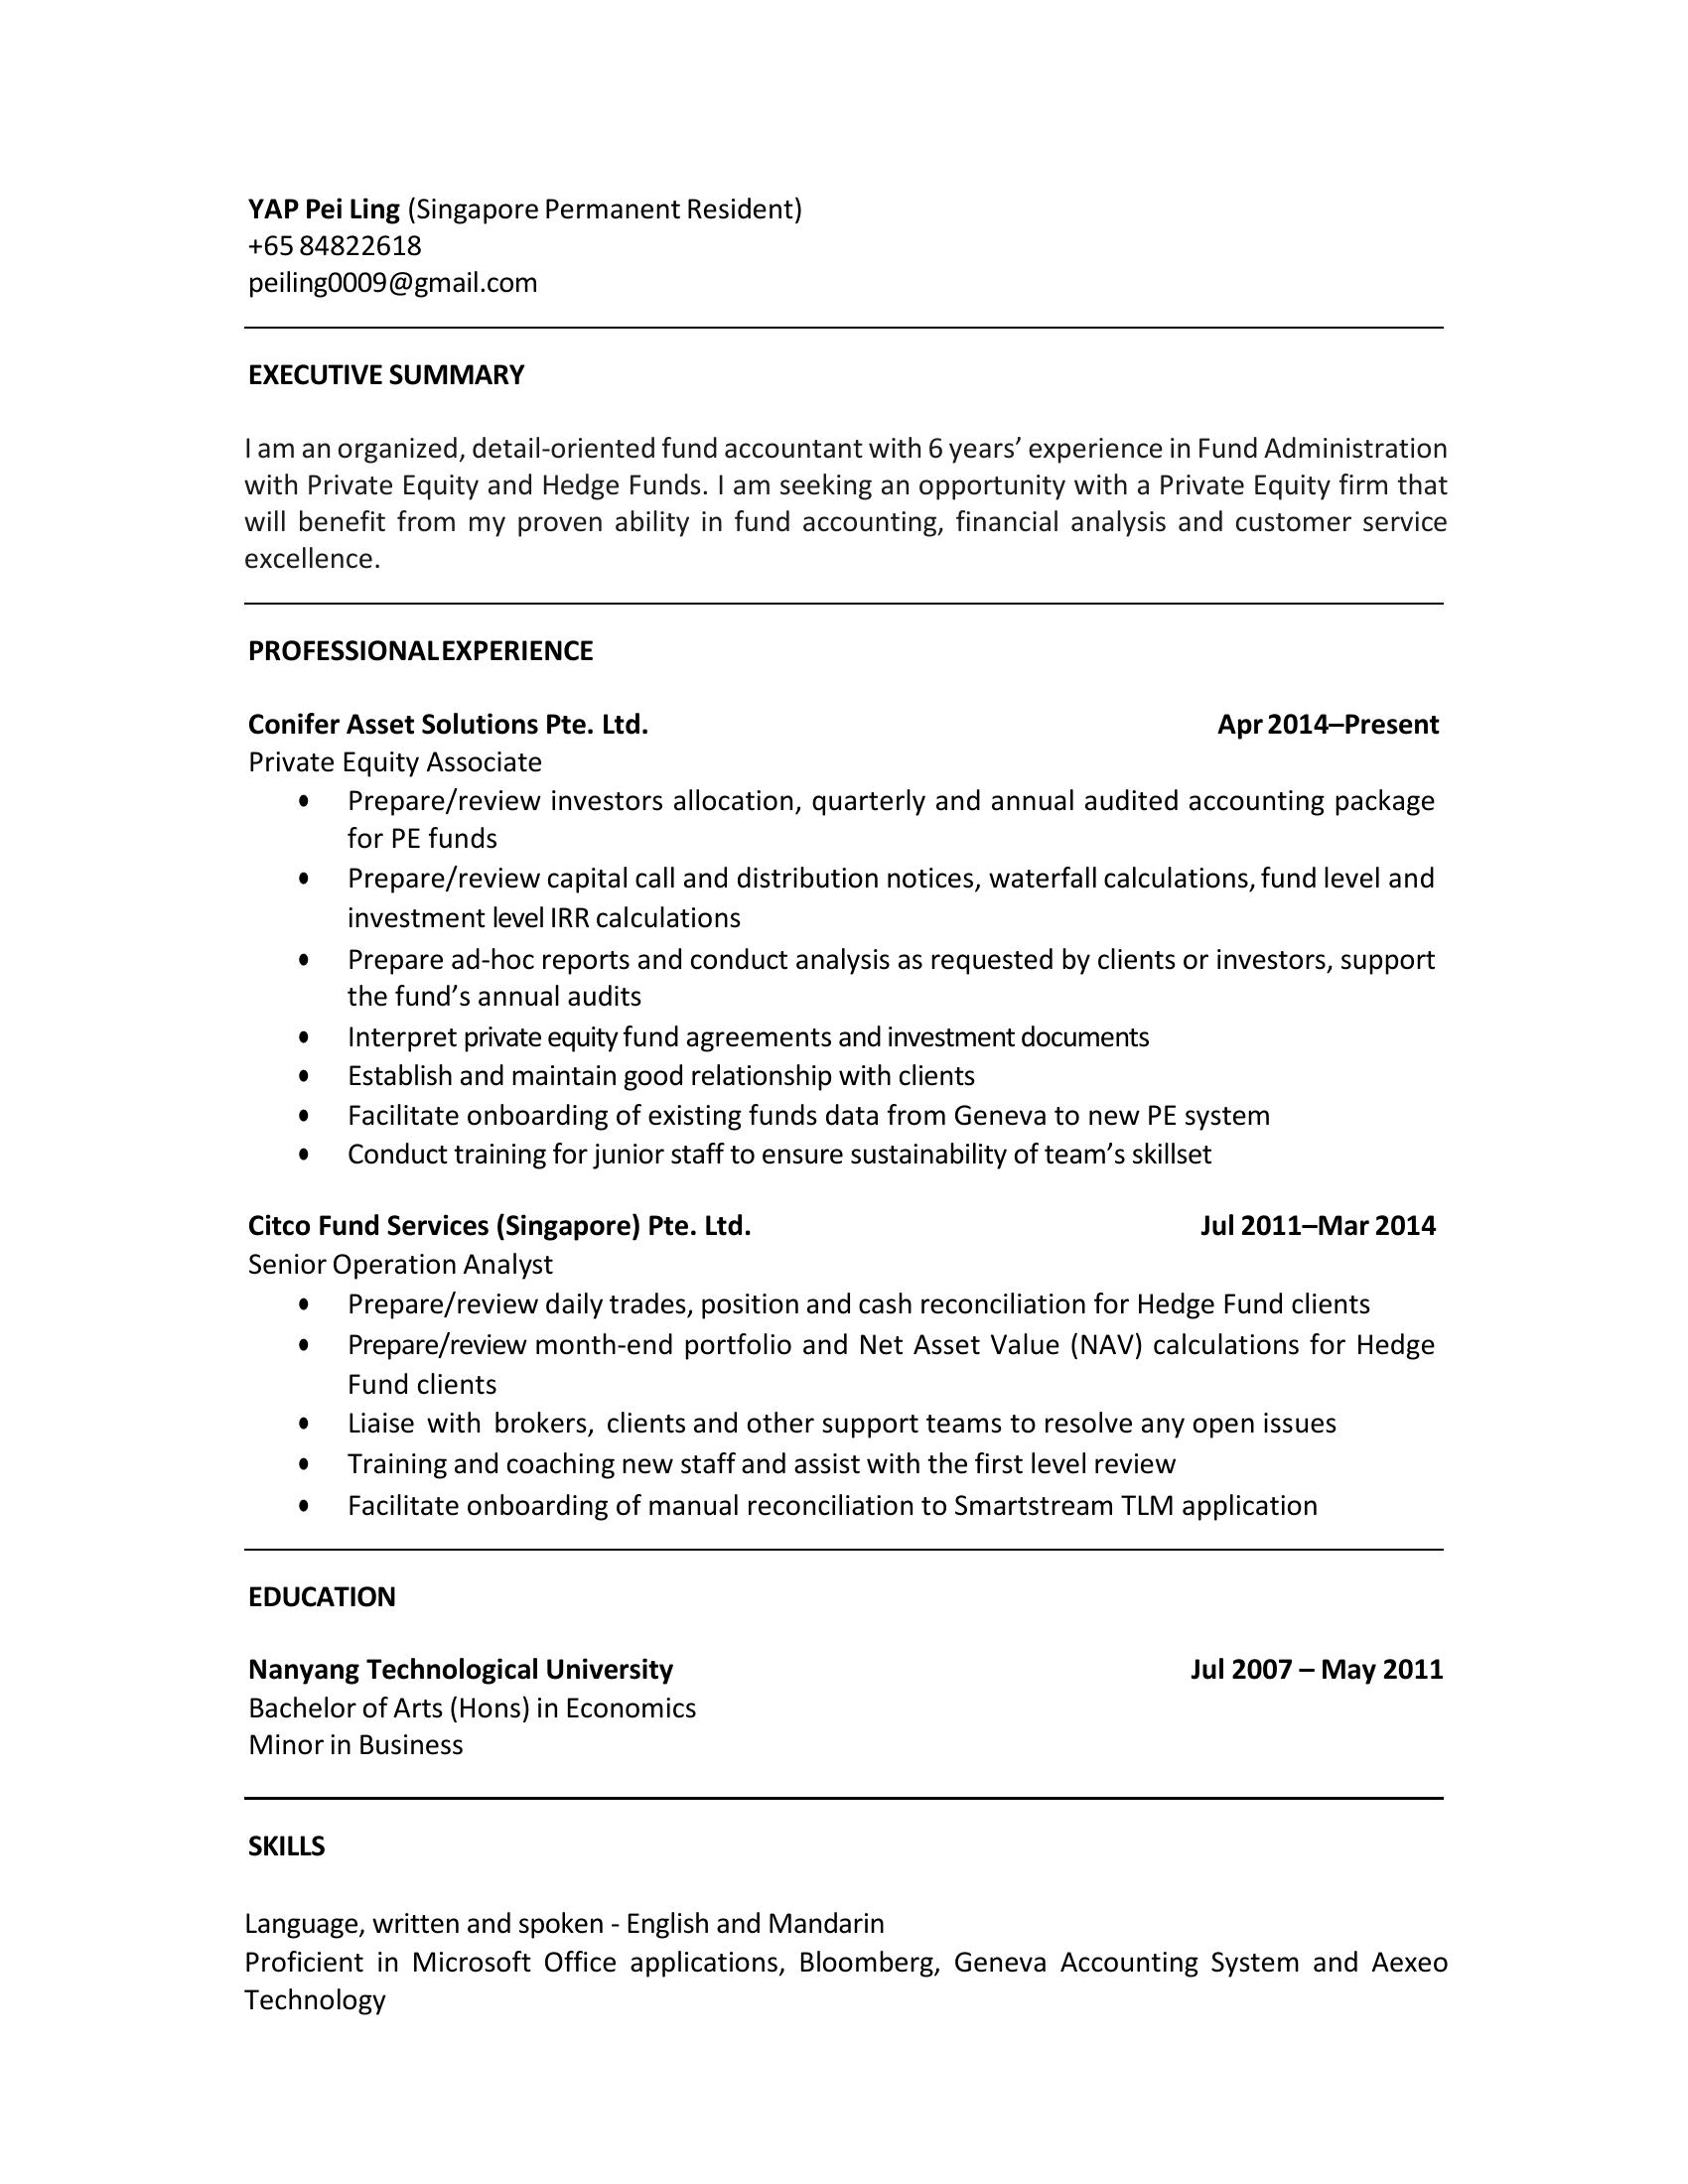 YAP Pei Ling (Singapore Permanent Resident)
+65 84822618
peiling0009@gmail.com
EXECUTIVE SUMMARY
I am an organized, detail-oriented fund accountant with 6 years’ experience in Fund Administration
with Private Equity and Hedge Funds. I am seeking an opportunity with a Private Equity firm that
will benefit from my proven ability in fund accounting, financial analysis and customer service
excellence.
PROFESSIONAL EXPERIENCE
Conifer Asset Solutions Pte. Ltd. Apr 2014–Present
Private Equity Associate
• Prepare/review investors allocation, quarterly and annual audited accounting package
for PE funds
• Prepare/review capital call and distribution notices, waterfall calculations, fund level and
investment level IRR calculations
• Prepare ad-hoc reports and conduct analysis as requested by clients or investors, support
the fund’s annual audits
• Interpret private equity fund agreements and investment documents
• Establish and maintain good relationship with clients
• Facilitate onboarding of existing funds data from Geneva to new PE system
• Conduct training for junior staff to ensure sustainability of team’s skillset
Citco Fund Services (Singapore) Pte. Ltd. Jul 2011–Mar 2014
Senior Operation Analyst
• Prepare/review daily trades, position and cash reconciliation for Hedge Fund clients
• Prepare/review month-end portfolio and Net Asset Value (NAV) calculations for Hedge
Fund clients
• Liaise with brokers, clients and other support teams to resolve any open issues
• Training and coaching new staff and assist with the first level review
• Facilitate onboarding of manual reconciliation to Smartstream TLM application
EDUCATION
Nanyang Technological University Jul 2007 – May 2011
Bachelor of Arts (Hons) in Economics
Minor in Business
SKILLS
Language, written and spoken - English and Mandarin
Proficient in Microsoft Office applications, Bloomberg, Geneva Accounting System and Aexeo
Technology